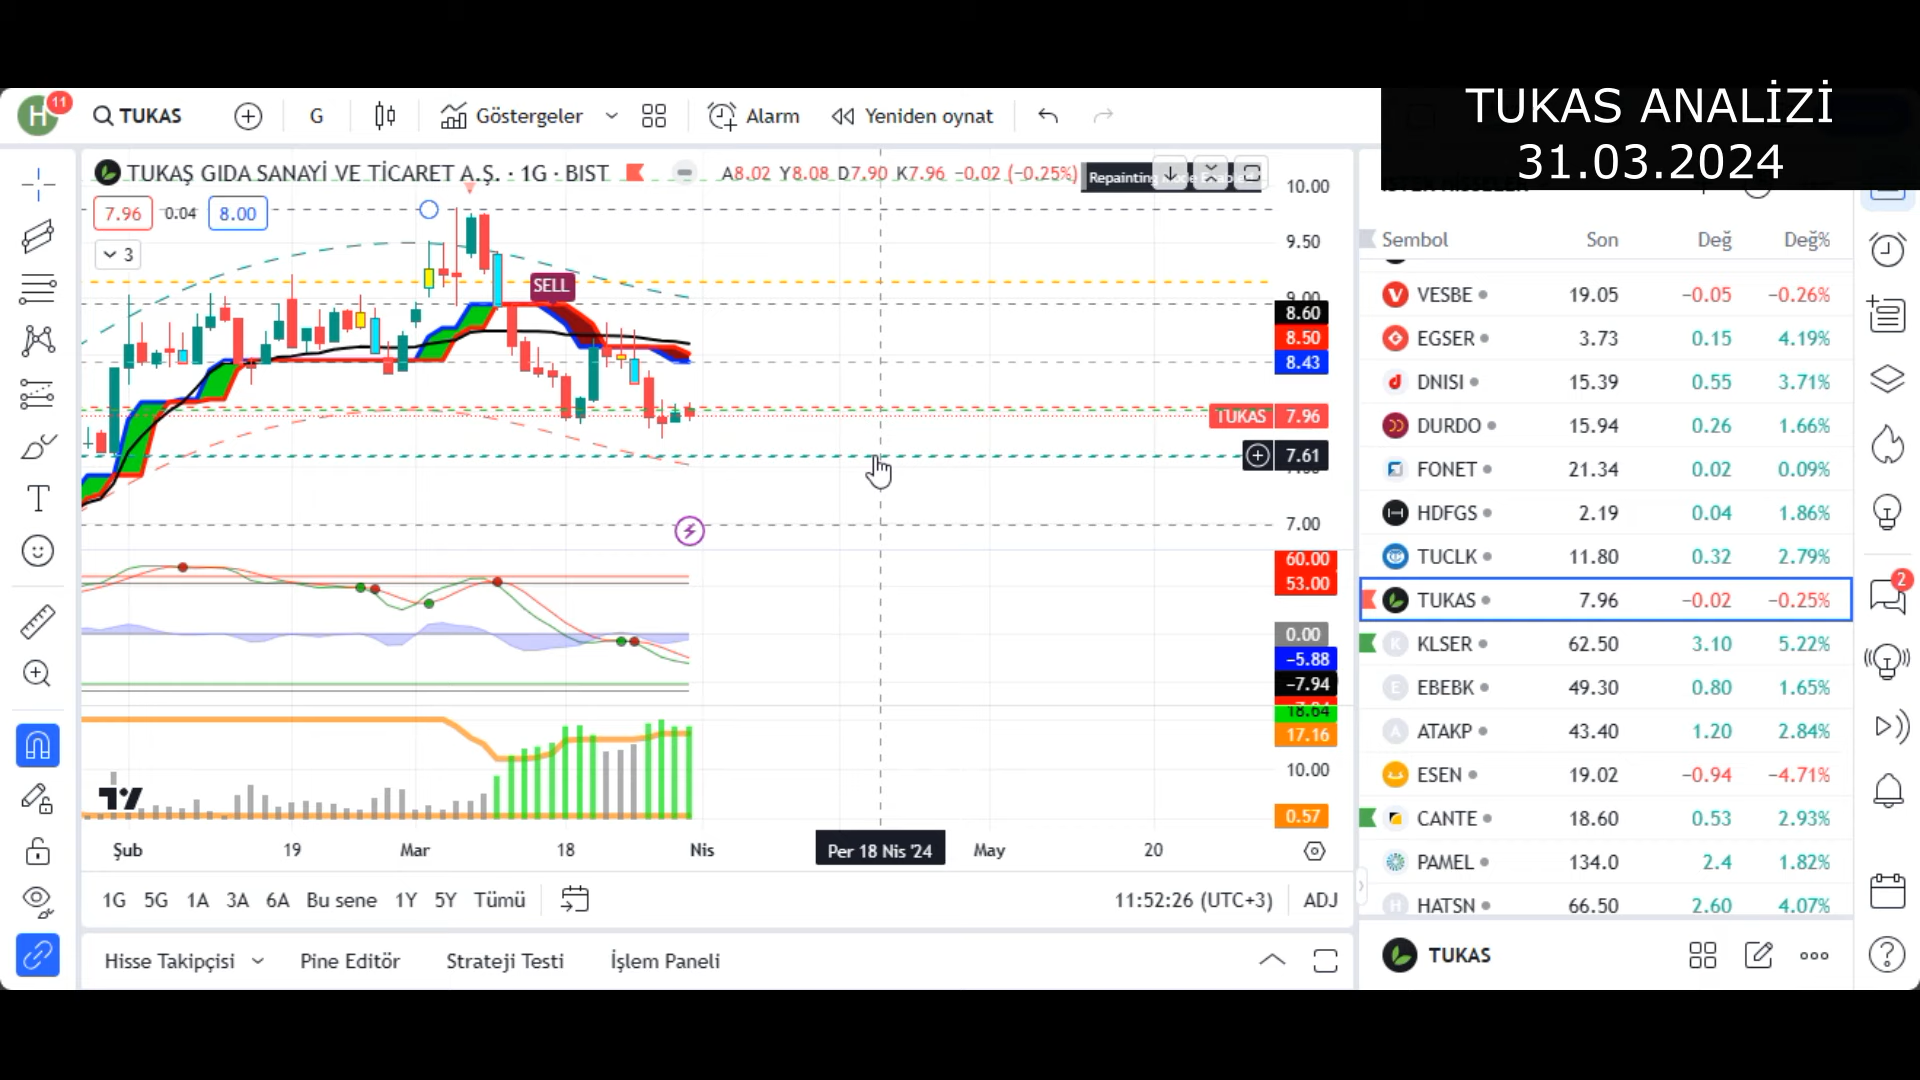 TUKAS ANALİZİ
31.03.2024
H 11 TUKAS G Göstergeler Alarm Yeniden oynat
TUKAŞ GIDA SANAYİ VE TİCARET A.Ş. · 1G · BIST A8.02 Y8.08 D7.90 K7.96 −0.02 (−0.25%)
Repainting
7.96 0.04 8.00
3
SELL
10.00
9.50
9.00
8.60
8.50
8.43
TUKAS 7.96
7.61
7.00
60.00
53.00
0.00
−5.88
−7.94
18.64
17.16
10.00
0.57
Şub 19 Mar 18 Nis Per 18 Nis '24 May 20
1G 5G 1A 3A 6A Bu sene 1Y 5Y Tümü 11:52:26 (UTC+3) ADJ
Hisse Takipçisi Pine Editör Strateji Testi İşlem Paneli
Sembol Son Değ Değ%
VESBE 19.05 −0.05 −0.26%
EGSER 3.73 0.15 4.19%
DNISI 15.39 0.55 3.71%
DURDO 15.94 0.26 1.66%
FONET 21.34 0.02 0.09%
HDFGS 2.19 0.04 1.86%
TUCLK 11.80 0.32 2.79%
TUKAS 7.96 −0.02 −0.25%
K KLSER 62.50 3.10 5.22%
E EBEBK 49.30 0.80 1.65%
A ATAKP 43.40 1.20 2.84%
ESEN 19.02 −0.94 −4.71%
CANTE 18.60 0.53 2.93%
PAMEL 134.0 2.4 1.82%
H HATSN 66.50 2.60 4.07%
TUKAS
2